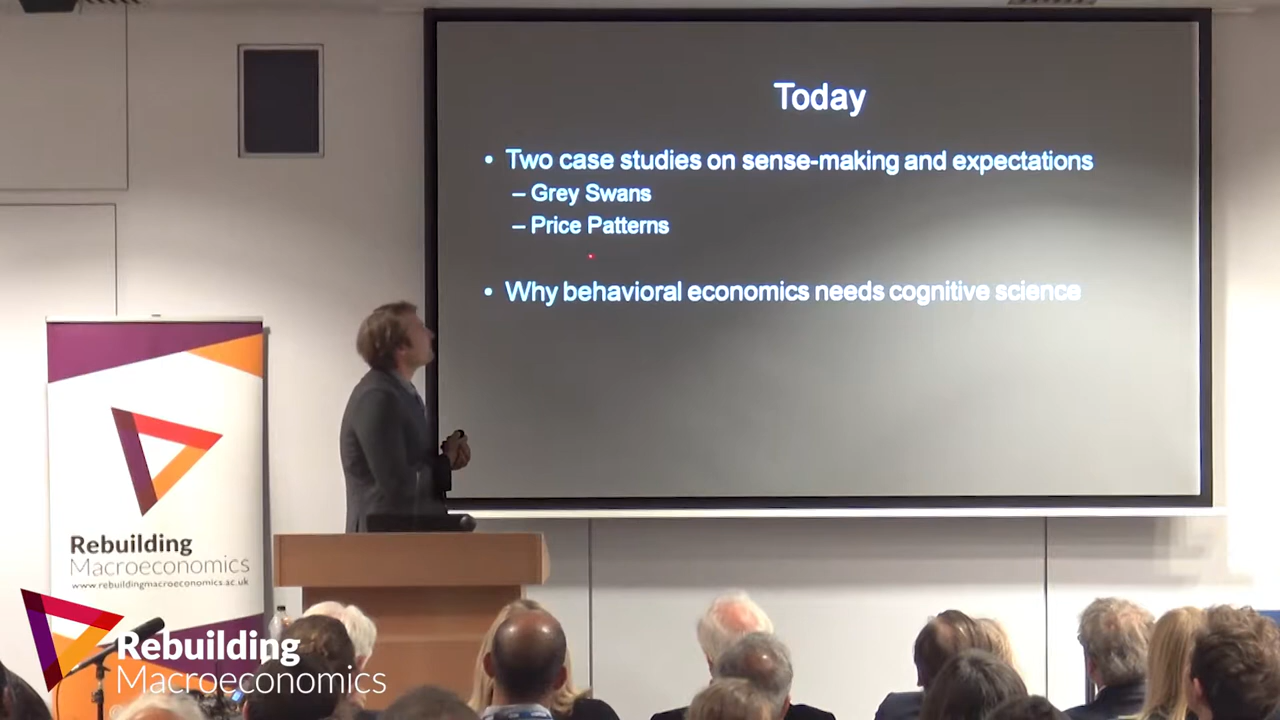 Today
• Two case studies on sense-making and expectations
– Grey Swans
– Price Patterns
• Why behavioral economics needs cognitive science
Rebuilding
Macroeconomics
www.rebuildingmacroeconomics.ac.uk
Rebuilding
Macroeconomics